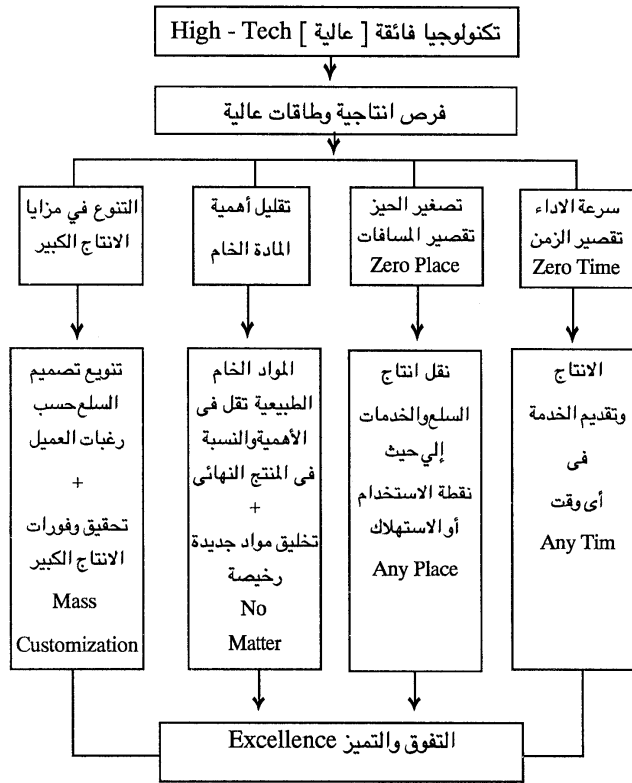 تكنولوجيا فائقة [ عالية ] High - Tech
فرص انتاجية وطاقات عالية
سرعة الاداء
تقصير الزمن
Zero Time
تصغير الحيز
تقصير المسافات
Zero Place
تقليل أهمية
المادة الخام
التنوع في مزايا
الانتاج الكبير
الانتاج
وتقديم الخدمة
فى
أى وقت
Any Tim
نقل انتاج
السلع والخدمات
إلي حيث
نقطة الاستخدام
أو الاستهلاك
Any Place
المواد الخام
الطبيعية تقل فى
الأهمية والنسبة
فى المنتج النهائى
+
تخليق مواد جديدة
رخيصة
No
Matter
تنويع تصميم
السلع حسب
رغبات العميل
+
تحقيق وفورات
الانتاج الكبير
Mass
Customization
التفوق والتميز Excellence